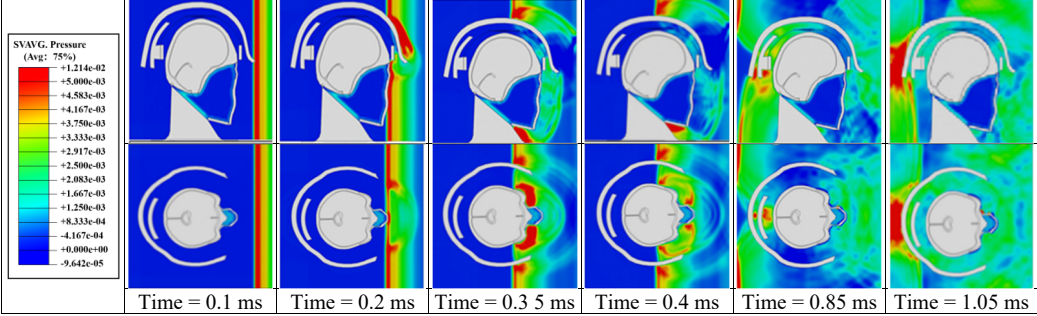 SVAVG. Pressure
(Avg: 75%)
+1.214e-02
+5.000e-03
+4.583e-03
+4.167e-03
+3.750e-03
+3.333e-03
+2.917e-03
+2.500e-03
+2.083e-03
+1.667e-03
+1.250e-03
+8.333e-04
-4.167e-04
+0.000e+00
-9.642e-05
Time = 0.1 ms
Time = 0.2 ms
Time = 0.3 5 ms
Time = 0.4 ms
Time = 0.85 ms
Time = 1.05 ms